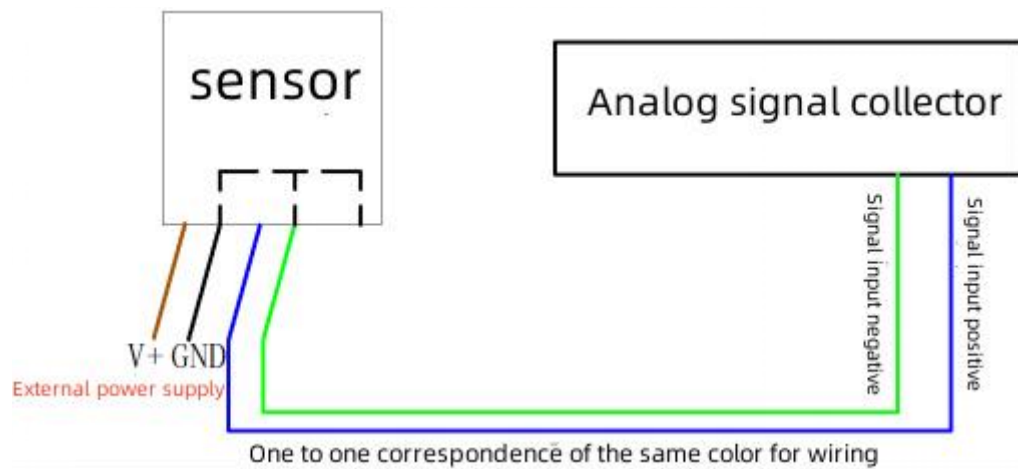 sensor
Analog signal collector
Signal input negative
Signal input positive
V+ GND
External power supply
One to one correspondence of the same color for wiring